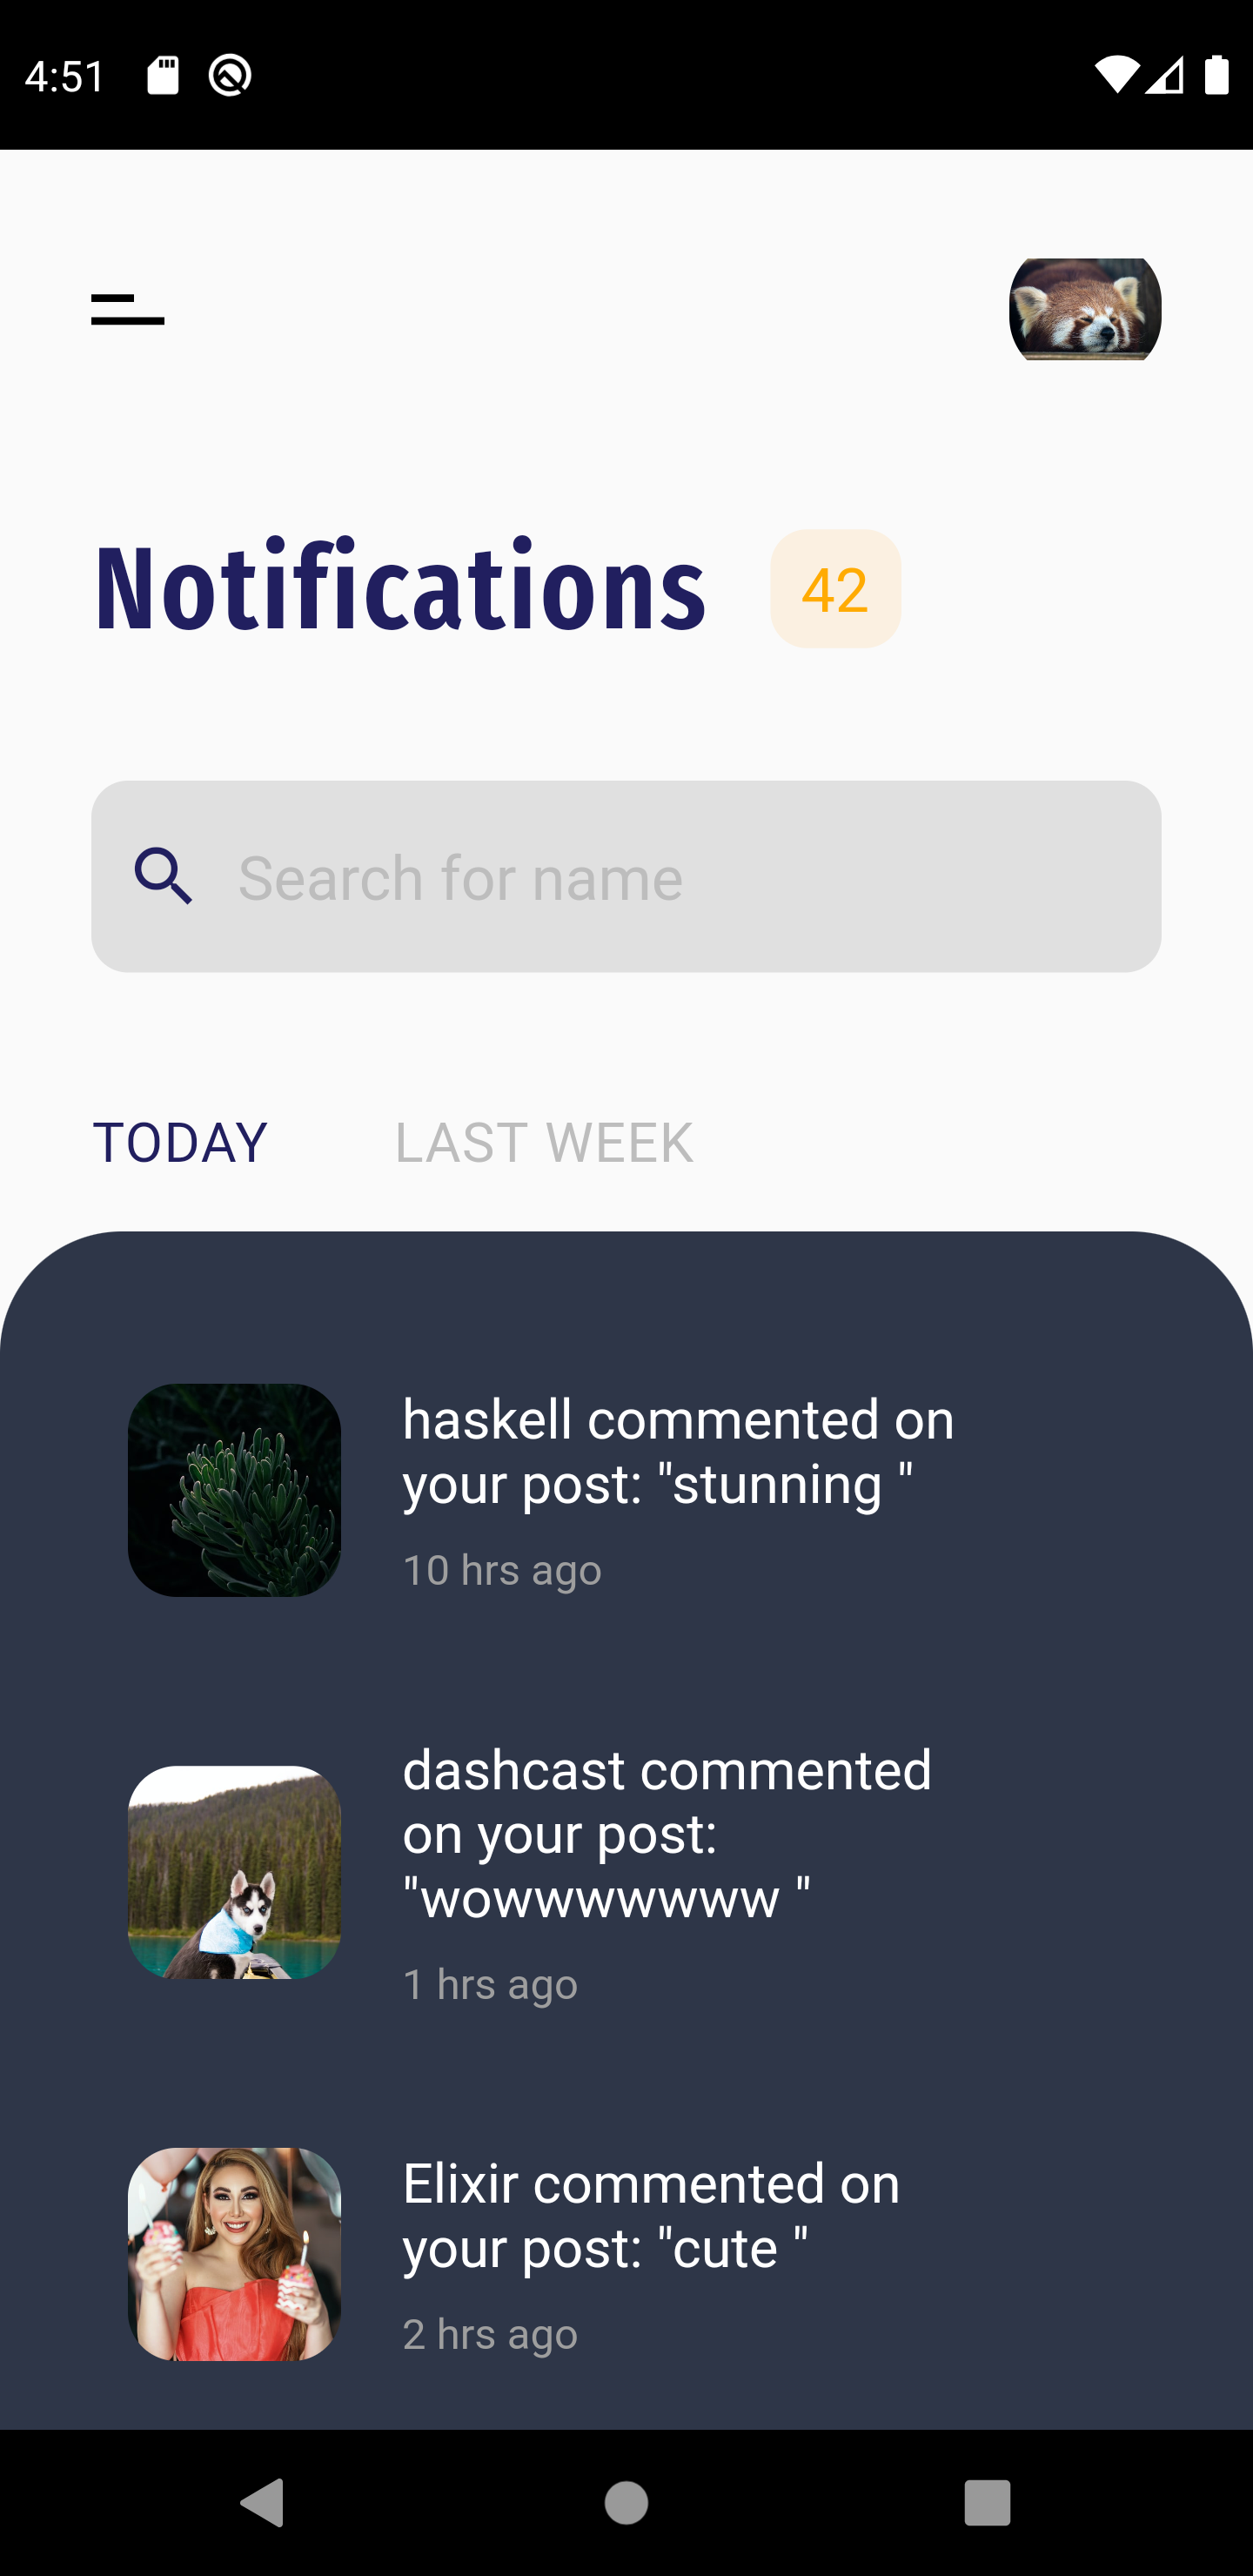 4:51
Notifications 42
Search for name
TODAY LAST WEEK
haskell commented on
your post: "stunning "
10 hrs ago
dashcast commented
on your post:
"wowwwwwww "
1 hrs ago
Elixir commented on
your post: "cute "
2 hrs ago